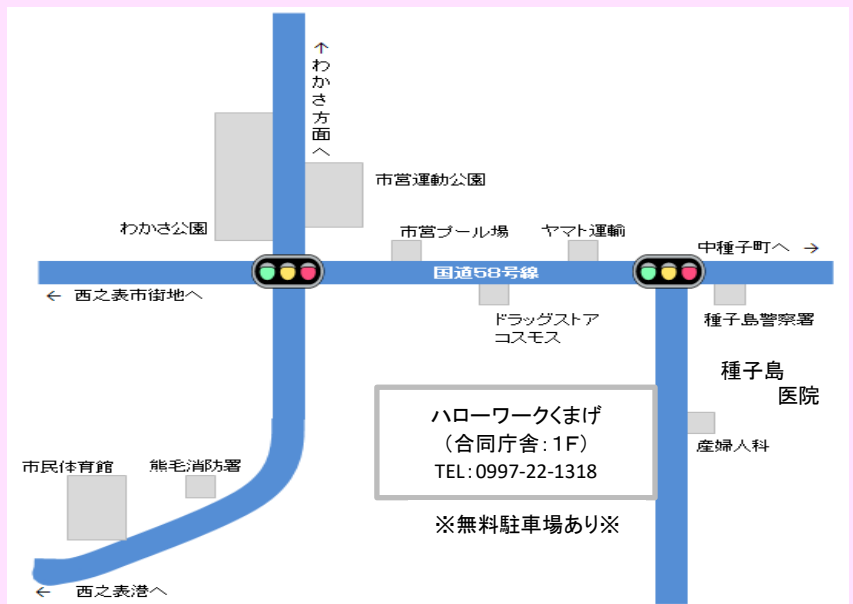 ↑わかさ方面へ
市営運動公園
わかさ公園
市営プール場
ヤマト運輸
中種子町へ →
国道58号線
← 西之表市街地へ
ドラッグストア
コスモス
種子島警察署
種子島
医院
ハローワークくまげ
（合同庁舎：1F）
TEL：0997-22-1318
産婦人科
市民体育館
熊毛消防署
※無料駐車場あり※
← 西之表港へ